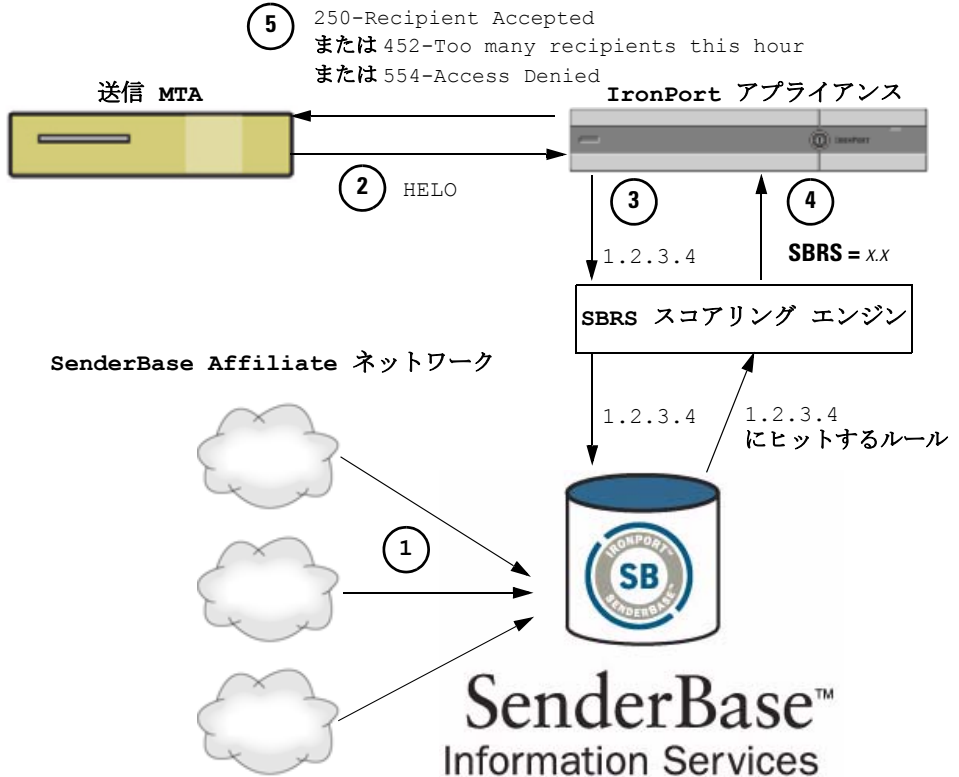 5
250-Recipient Accepted
または 452-Too many recipients this hour
または 554-Access Denied
送信 MTA
IronPort アプライアンス
IRONPORT
2
HELO
3
4
1.2.3.4
SBRS = x.x
SBRS スコアリング エンジン
SenderBase Affiliate ネットワーク
1.2.3.4
1.2.3.4
にヒットするルール
1
IRONPORT™
SB
SENDERBASE™
SenderBase™
Information Services